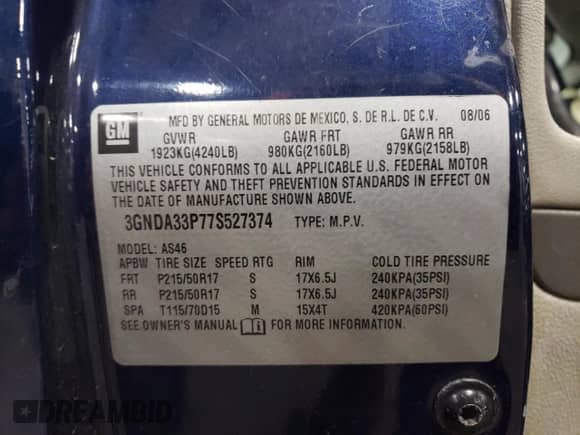 GM
MFD BY GENERAL MOTORS DE MEXICO, S. DE R.L. DE C.V. 08/06
GVWR GAWR FRT GAWR RR
1923KG(4240LB) 980KG(2160LB) 979KG(2158LB)
THIS VEHICLE CONFORMS TO ALL APPLICABLE U.S. FEDERAL MOTOR
VEHICLE SAFETY AND THEFT PREVENTION STANDARDS IN EFFECT ON
THE DATE OF MANUFACTURE SHOWN ABOVE.
3GNDA33P77S527374 TYPE: M.P.V.
MODEL: AS46
APBW TIRE SIZE SPEED RTG RIM COLD TIRE PRESSURE
FRT P215/50R17 S 17X6.5J 240KPA(35PSI)
RR P215/50R17 S 17X6.5J 240KPA(35PSI)
SPA T115/70D15 M 15X4T 420KPA(60PSI)
SEE OWNER'S MANUAL FOR MORE INFORMATION.
DREAMBID